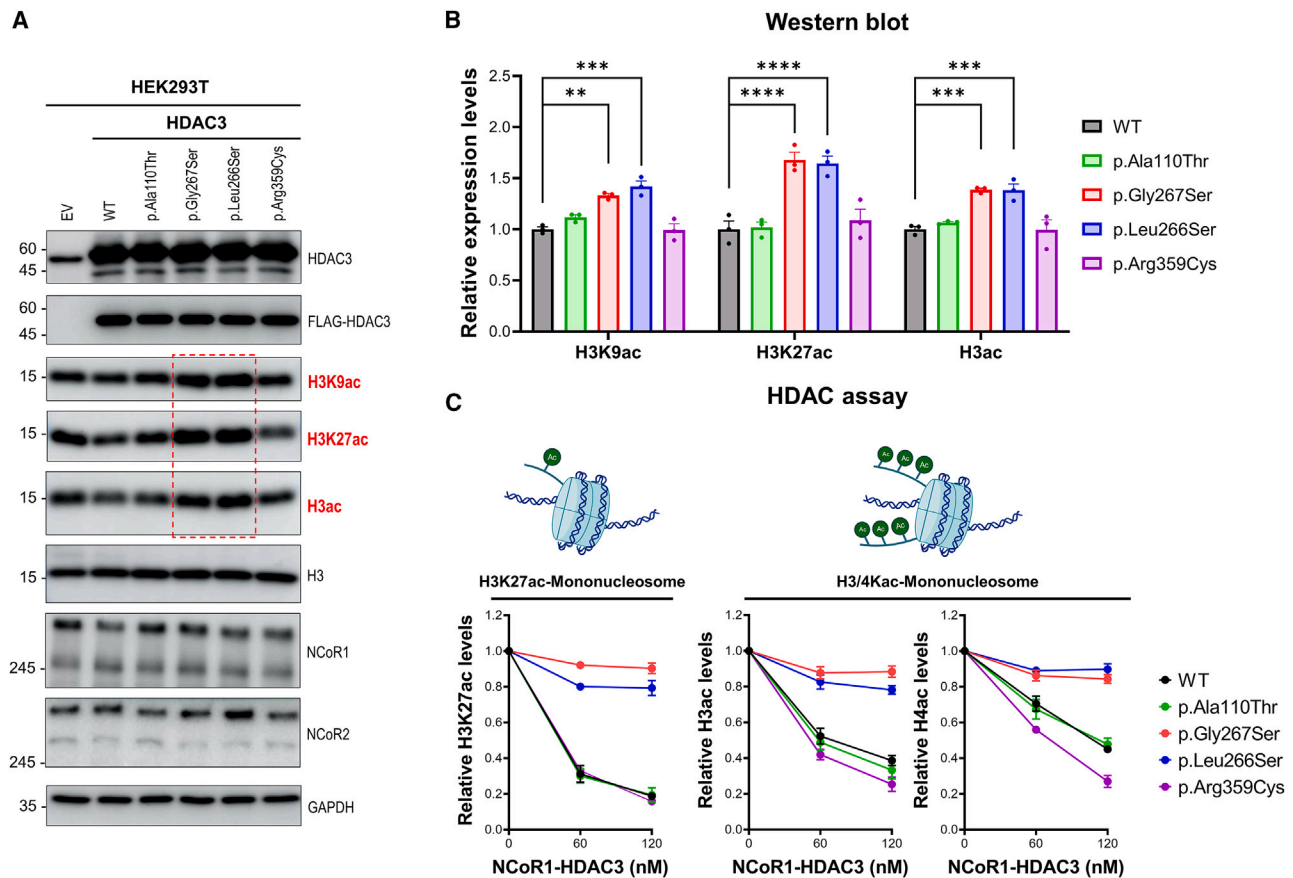 A
HEK293T
HDAC3
EV
WT
p.Ala110Thr
p.Gly267Ser
p.Leu266Ser
p.Arg359Cys
60
45
HDAC3
60
45
FLAG-HDAC3
15
H3K9ac
15
H3K27ac
15
H3ac
15
H3
245
NCoR1
245
NCoR2
35
GAPDH
B
Western blot
Relative expression levels
2.5
2.0
1.5
1.0
0.5
0.0
*** ** **** **** *** ***
H3K9ac H3K27ac H3ac
WT
p.Ala110Thr
p.Gly267Ser
p.Leu266Ser
p.Arg359Cys
C
HDAC assay
Ac
Ac Ac Ac
Ac Ac Ac
H3K27ac-Mononucleosome
H3/4Kac-Mononucleosome
Relative H3K27ac levels
1.2
1.0
0.8
0.6
0.4
0.2
0.0
0 60 120
NCoR1-HDAC3 (nM)
Relative H3ac levels
1.2
1.0
0.8
0.6
0.4
0.2
0.0
0 60 120
NCoR1-HDAC3 (nM)
Relative H4ac levels
1.2
1.0
0.8
0.6
0.4
0.2
0.0
0 60 120
NCoR1-HDAC3 (nM)
WT
p.Ala110Thr
p.Gly267Ser
p.Leu266Ser
p.Arg359Cys